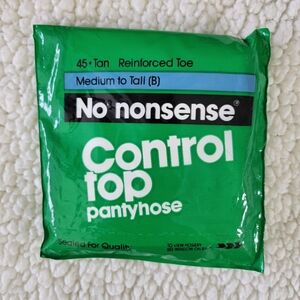 45 • Tan Reinforced Toe
Medium to Tall (B)
No nonsense®
Control
top
pantyhose
Sealed For Quality